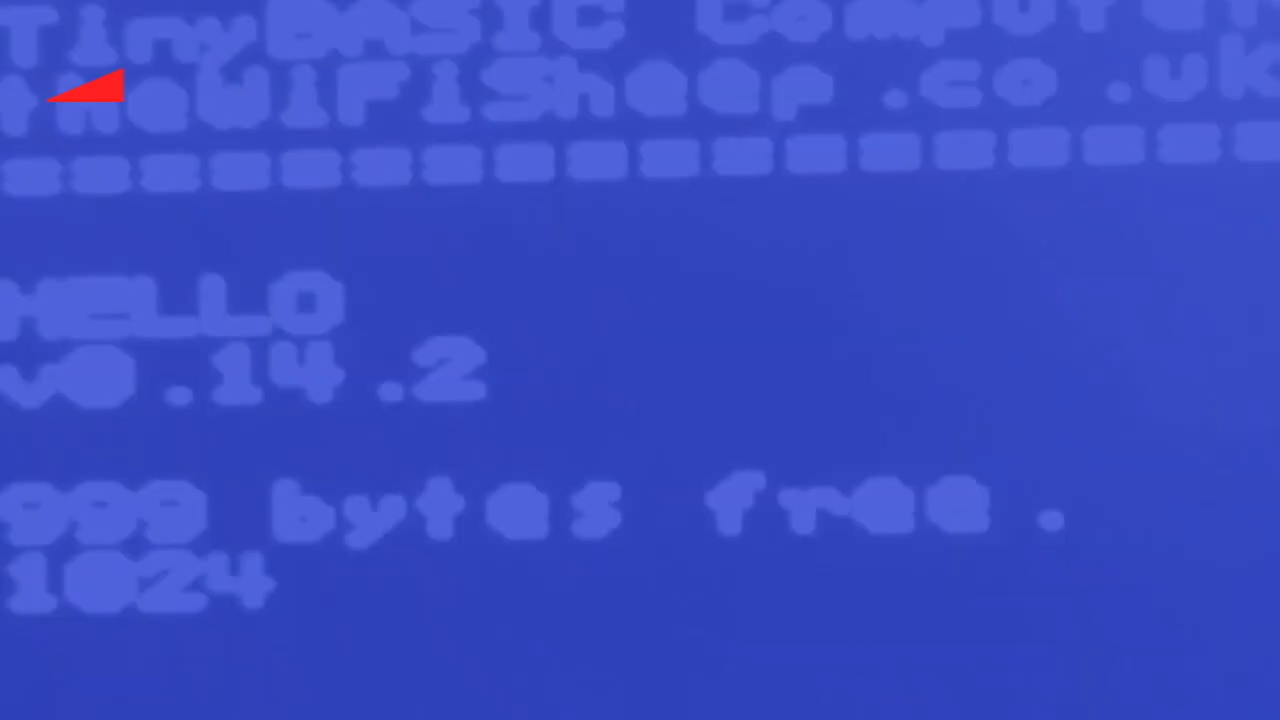 TinyBASIC Computer
theWiFiSheep.co.uk
==================
HELLO
v0.14.2
999 bytes free.
1024